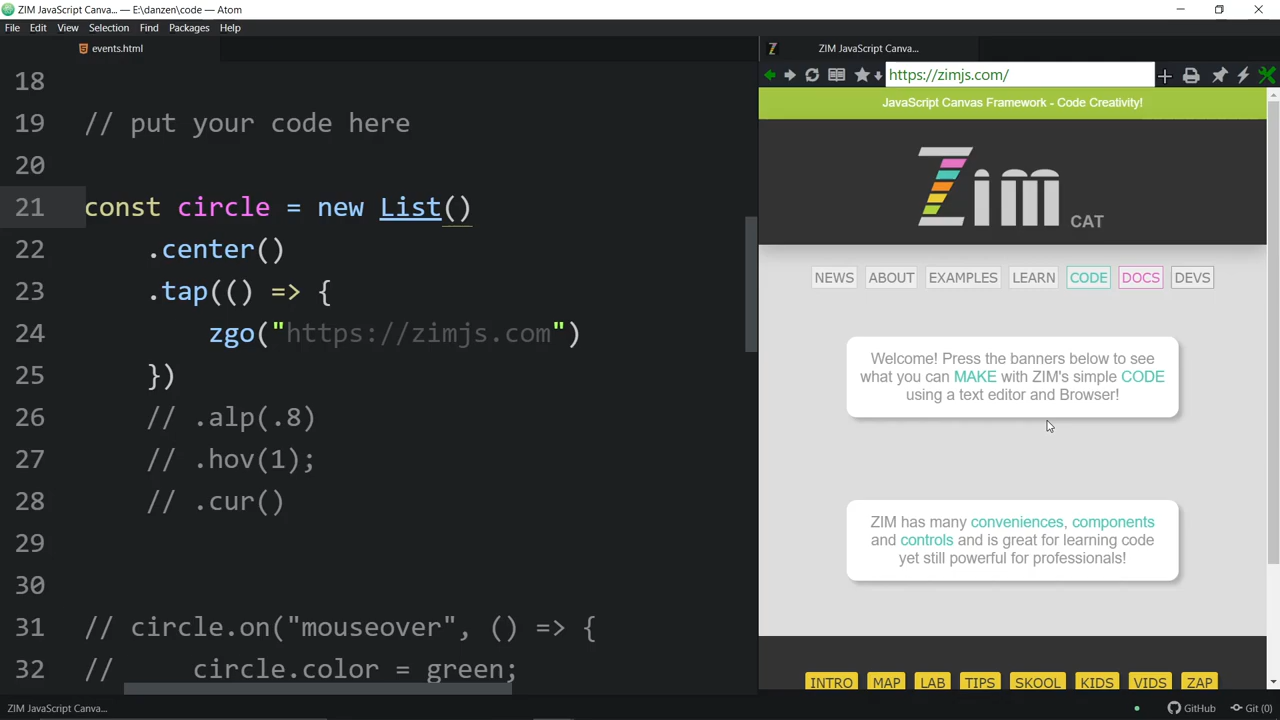 ZIM JavaScript Canva... — E:\danzen\code — Atom
File Edit View Selection Find Packages Help
events.html
18
19 // put your code here
20
21 const circle = new List()
22 .center()
23 .tap(() => {
24 zgo("https://zimjs.com")
25 })
26 // .alp(.8)
27 // .hov(1);
28 // .cur()
29
30
31 // circle.on("mouseover", () => {
32 // circle.color = green;
ZIM JavaScript Canva...
https://zimjs.com/
JavaScript Canvas Framework - Code Creativity!
Zim CAT
NEWS ABOUT EXAMPLES LEARN CODE DOCS DEVS
Welcome! Press the banners below to see
what you can MAKE with ZIM's simple CODE
using a text editor and Browser!
ZIM has many conveniences, components
and controls and is great for learning code
yet still powerful for professionals!
INTRO MAP LAB TIPS SKOOL KIDS VIDS ZAP
ZIM JavaScript Canva...
GitHub Git (0)